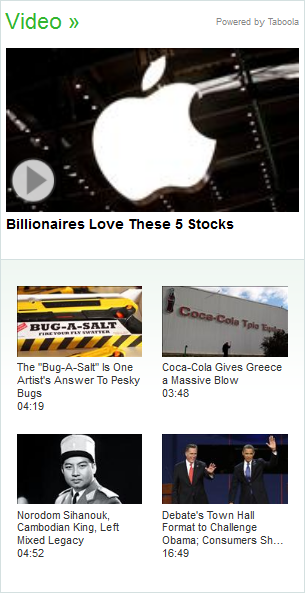 Video »
Powered by Taboola
Billionaires Love These 5 Stocks
BUG-A-SALT
FIRE YOUR FLY SWATTER
Coca-Cola
The "Bug-A-Salt" Is One
Artist's Answer To Pesky
Bugs
04:19
Coca-Cola Gives Greece
a Massive Blow
03:48
Norodom Sihanouk,
Cambodian King, Left
Mixed Legacy
04:52
Debate's Town Hall
Format to Challenge
Obama; Consumers Sh...
16:49